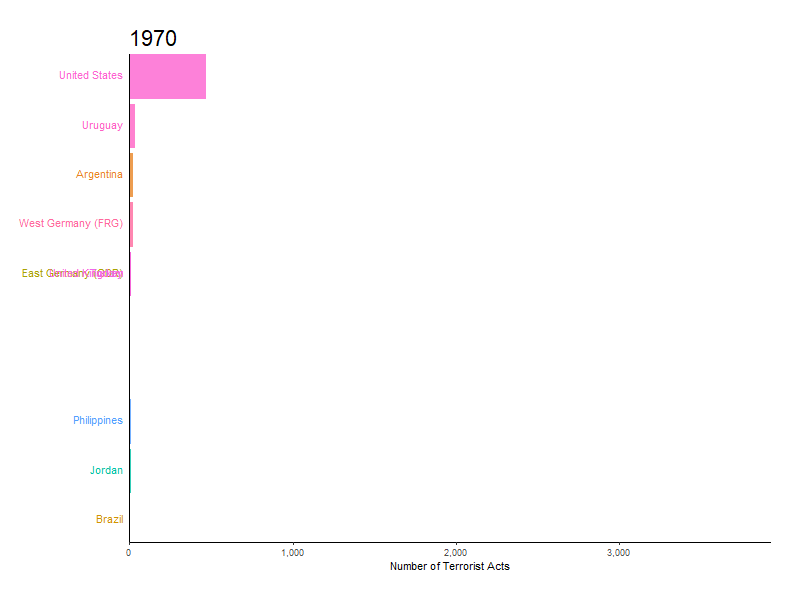 1970
United States
Uruguay
Argentina
West Germany (FRG)
East Germany (GDR)
Philippines
Jordan
Brazil
0 1,000 2,000 3,000
Number of Terrorist Acts